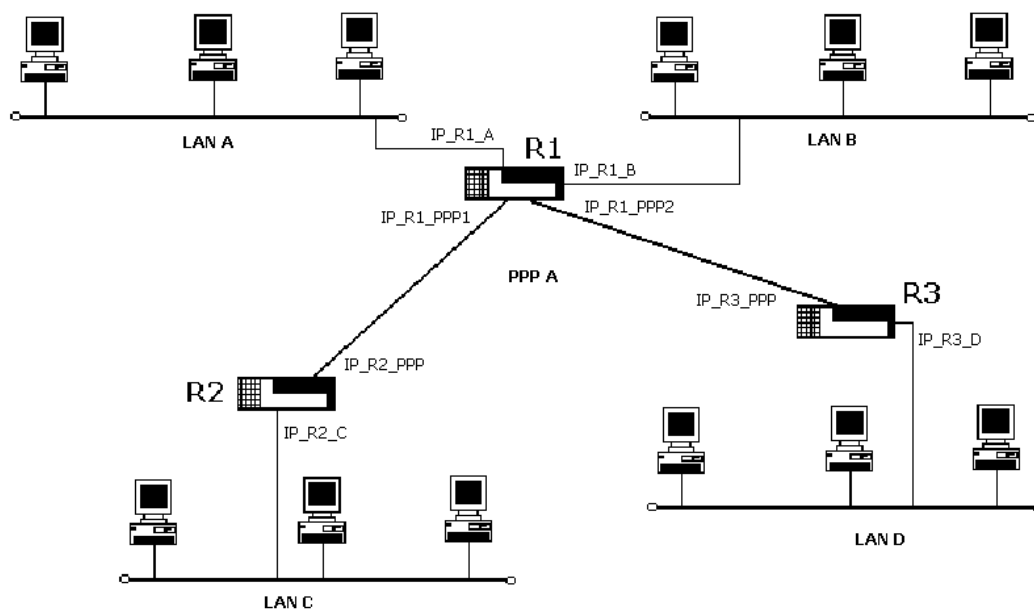 LAN A
LAN B
IP_R1_A
R1
IP_R1_B
IP_R1_PPP1
IP_R1_PPP2
PPP A
IP_R3_PPP
R3
IP_R3_D
IP_R2_PPP
R2
IP_R2_C
LAN D
LAN C